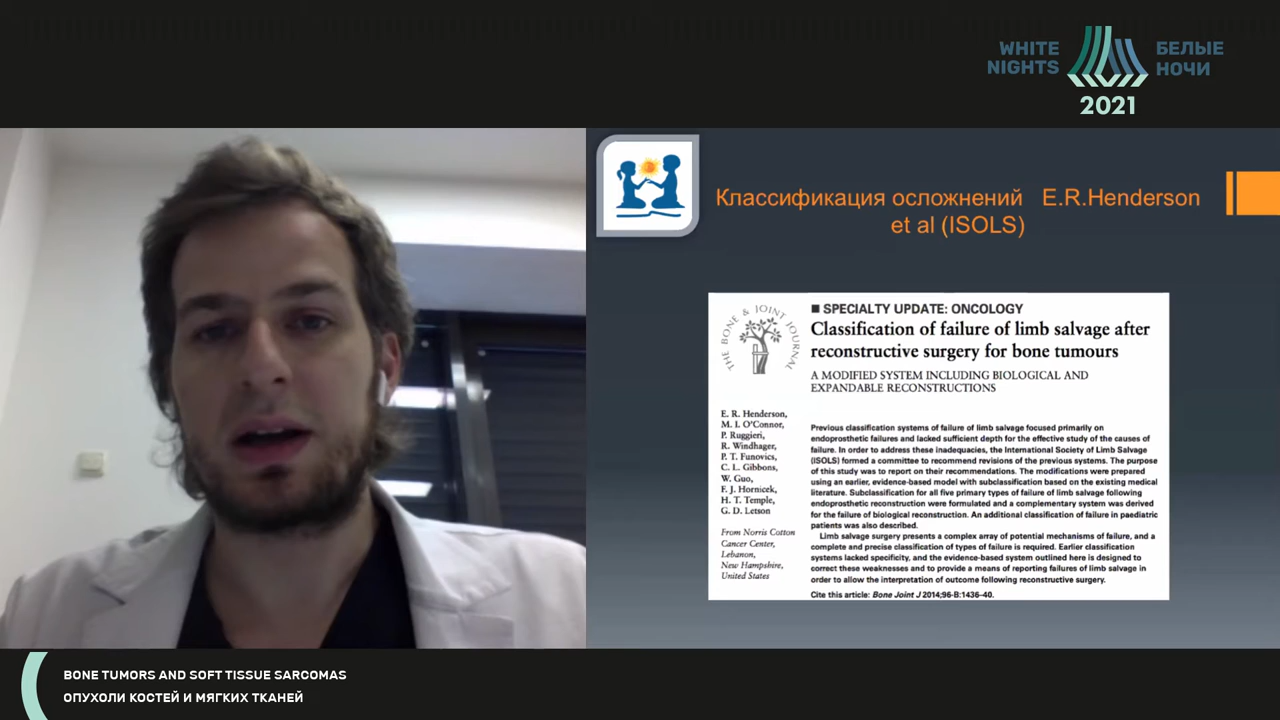 WHITE
NIGHTS
БЕЛЫЕ
НОЧИ
2021
Классификация осложнений E.R.Henderson
et al (ISOLS)
THE BONE & JOINT JOURNAL
■ SPECIALTY UPDATE: ONCOLOGY
Classification of failure of limb salvage after
reconstructive surgery for bone tumours
A MODIFIED SYSTEM INCLUDING BIOLOGICAL AND
EXPANDABLE RECONSTRUCTIONS
E. R. Henderson,
M. I. O'Connor,
P. Ruggieri,
R. Windhager,
P. T. Funovics,
C. L. Gibbons,
W. Guo,
F. J. Hornicek,
H. T. Temple,
G. D. Letson
From Norris Cotton
Cancer Center,
Lebanon,
New Hampshire,
United States
Previous classification systems of failure of limb salvage focused primarily on
endoprosthetic failures and lacked sufficient depth for the effective study of the causes of
failure. In order to address these inadequacies, the International Society of Limb Salvage
(ISOLS) formed a committee to recommend revisions of the previous systems. The purpose
of this study was to report on their recommendations. The modifications were prepared
using an earlier, evidence-based model with subclassification based on the existing medical
literature. Subclassification for all five primary types of failure of limb salvage following
endoprosthetic reconstruction were formulated and a complementary system was derived
for the failure of biological reconstruction. An additional classification of failure in paediatric
patients was also described.
Limb salvage surgery presents a complex array of potential mechanisms of failure, and a
complete and precise classification of types of failure is required. Earlier classification
systems lacked specificity, and the evidence-based system outlined here is designed to
correct these weaknesses and to provide a means of reporting failures of limb salvage in
order to allow the interpretation of outcome following reconstructive surgery.
Cite this article: Bone Joint J 2014;96-B:1436–40.
BONE TUMORS AND SOFT TISSUE SARCOMAS
ОПУХОЛИ КОСТЕЙ И МЯГКИХ ТКАНЕЙ